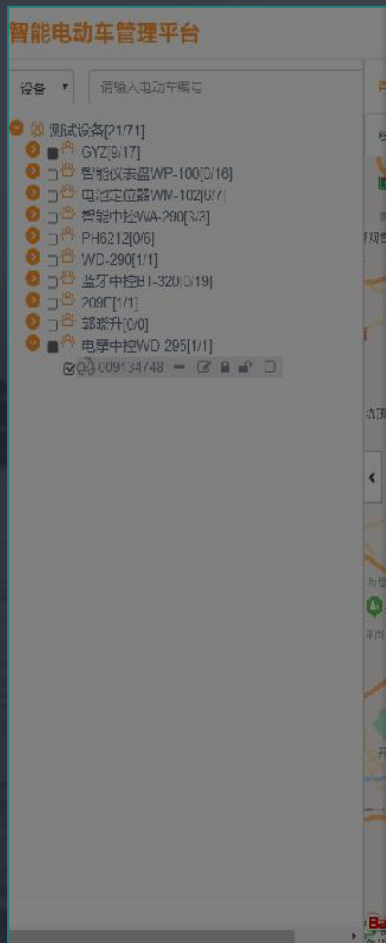 智能电动车管理平台
设备 请输入电动车编号
测试设备[21/71]
GYZ[9/17]
智能仪表盘WP-100[0/16]
电池定位器WM-102[6/7]
智能中控WA-290[3/3]
PH6212[0/6]
WD-290[1/1]
蓝牙中控BT-320[0/19]
209E[1/1]
郭晓升[0/0]
电摩中控WD-295[1/1]
009134748